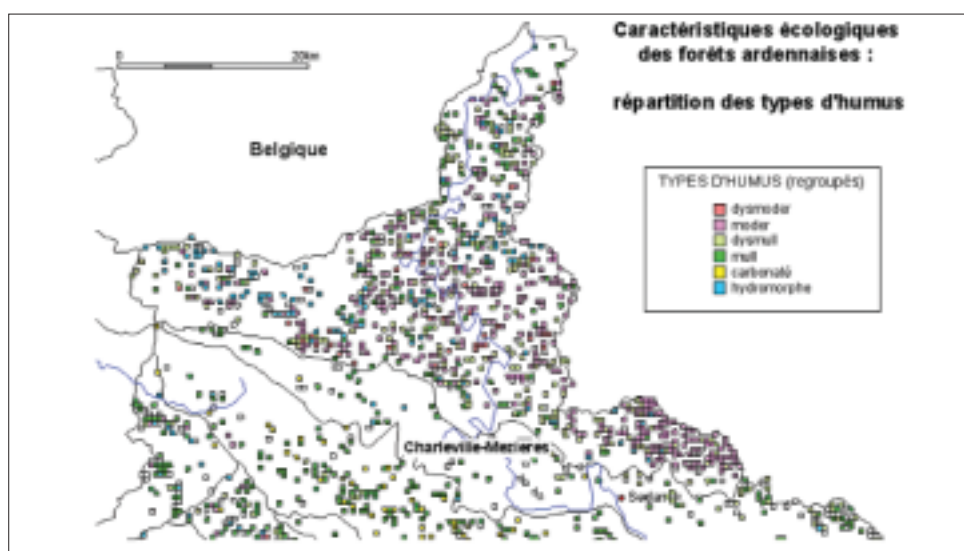 0 20km
Caractéristiques écologiques
des forêts ardennaises :
répartition des types d'humus
Belgique
TYPES D'HUMUS (regroupés)
dysmoder
moder
dysmull
mull
carbonaté
hydromorphe
Charleville-Mezieres
Sedan